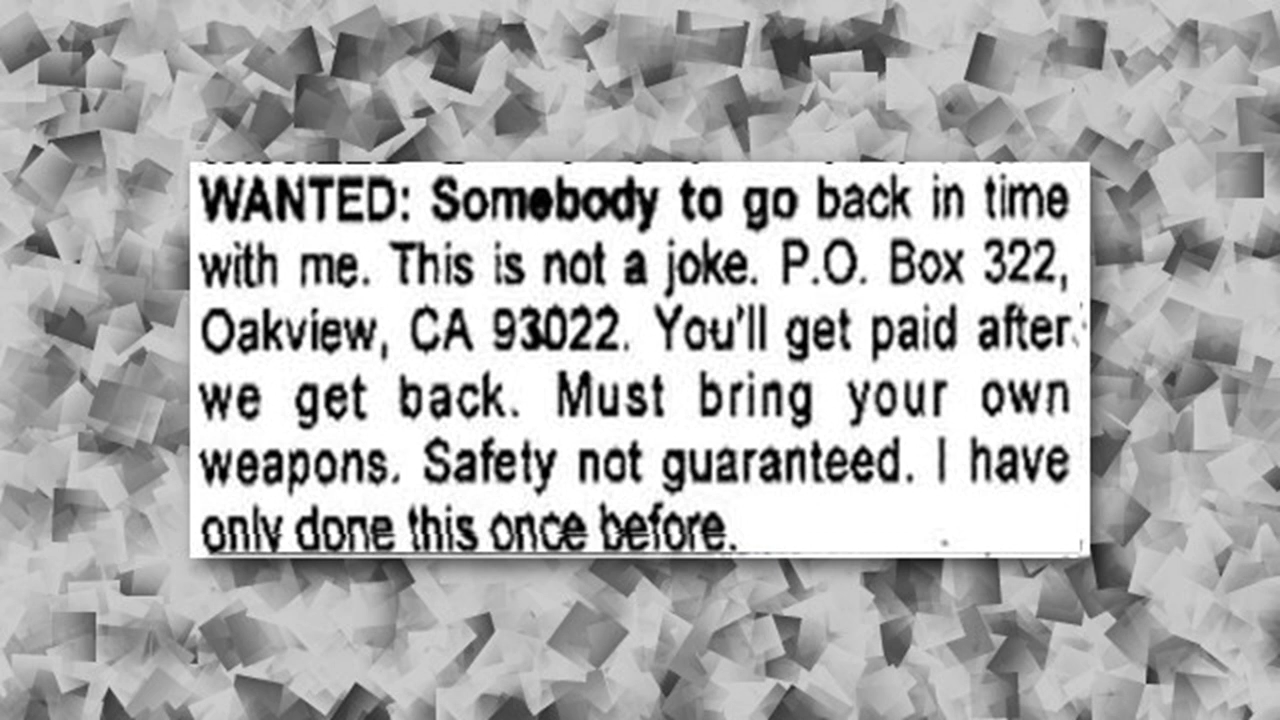 WANTED: Somebody to go back in time
with me. This is not a joke. P.O. Box 322,
Oakview, CA 93022. You'll get paid after
we get back. Must bring your own
weapons. Safety not guaranteed. I have
only done this once before.